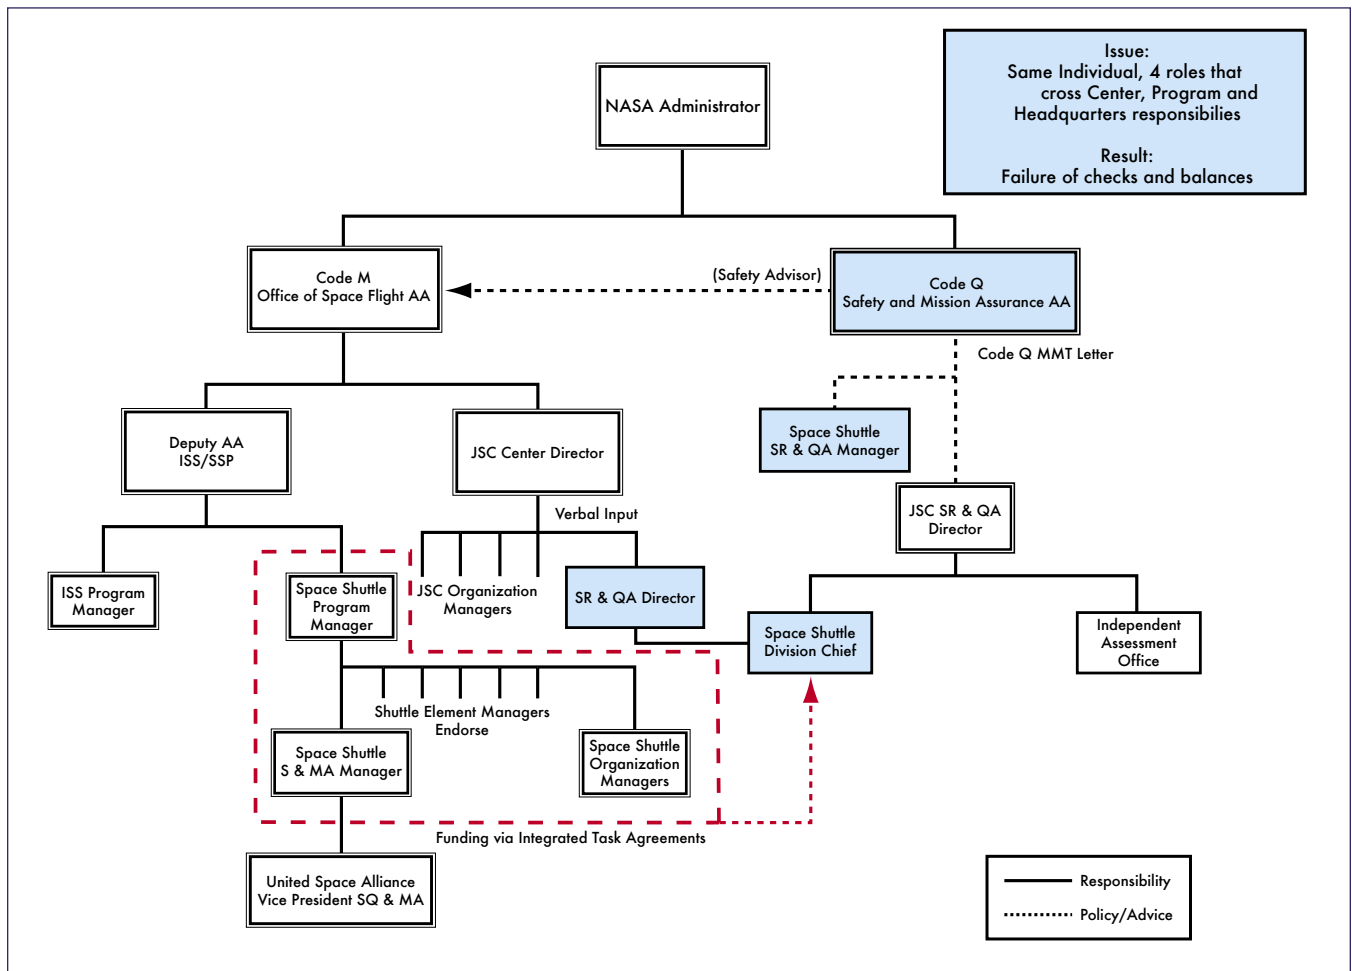 Issue:
Same Individual, 4 roles that
cross Center, Program and
Headquarters responsibilies
Result:
Failure of checks and balances
NASA Administrator
Code M
Office of Space Flight AA
(Safety Advisor)
Code Q
Safety and Mission Assurance AA
Code Q MMT Letter
Deputy AA
ISS/SSP
JSC Center Director
Space Shuttle
SR & QA Manager
Verbal Input
JSC SR & QA
Director
ISS Program
Manager
Space Shuttle
Program
Manager
JSC Organization
Managers
SR & QA Director
Space Shuttle
Division Chief
Independent
Assessment
Office
Shuttle Element Managers
Endorse
Space Shuttle
S & MA Manager
Space Shuttle
Organization
Managers
Funding via Integrated Task Agreements
United Space Alliance
Vice President SQ & MA
Responsibility
Policy/Advice